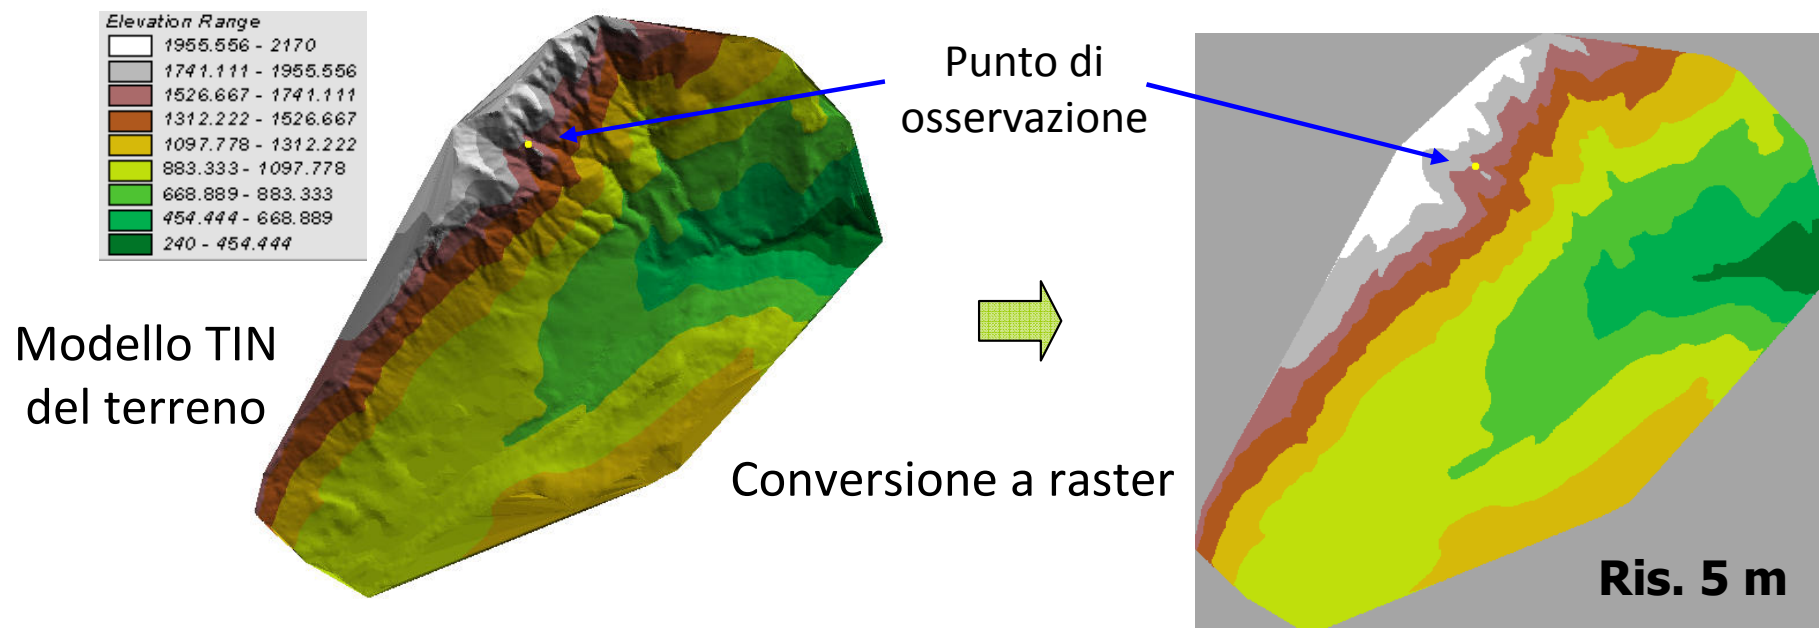 Elevation Range
1955.556 - 2170
1741.111 - 1955.556
1526.667 - 1741.111
1312.222 - 1526.667
1097.778 - 1312.222
883.333 - 1097.778
668.889 - 883.333
454.444 - 668.889
240 - 454.444
Punto di
osservazione
Modello TIN
del terreno
Conversione a raster
Ris. 5 m